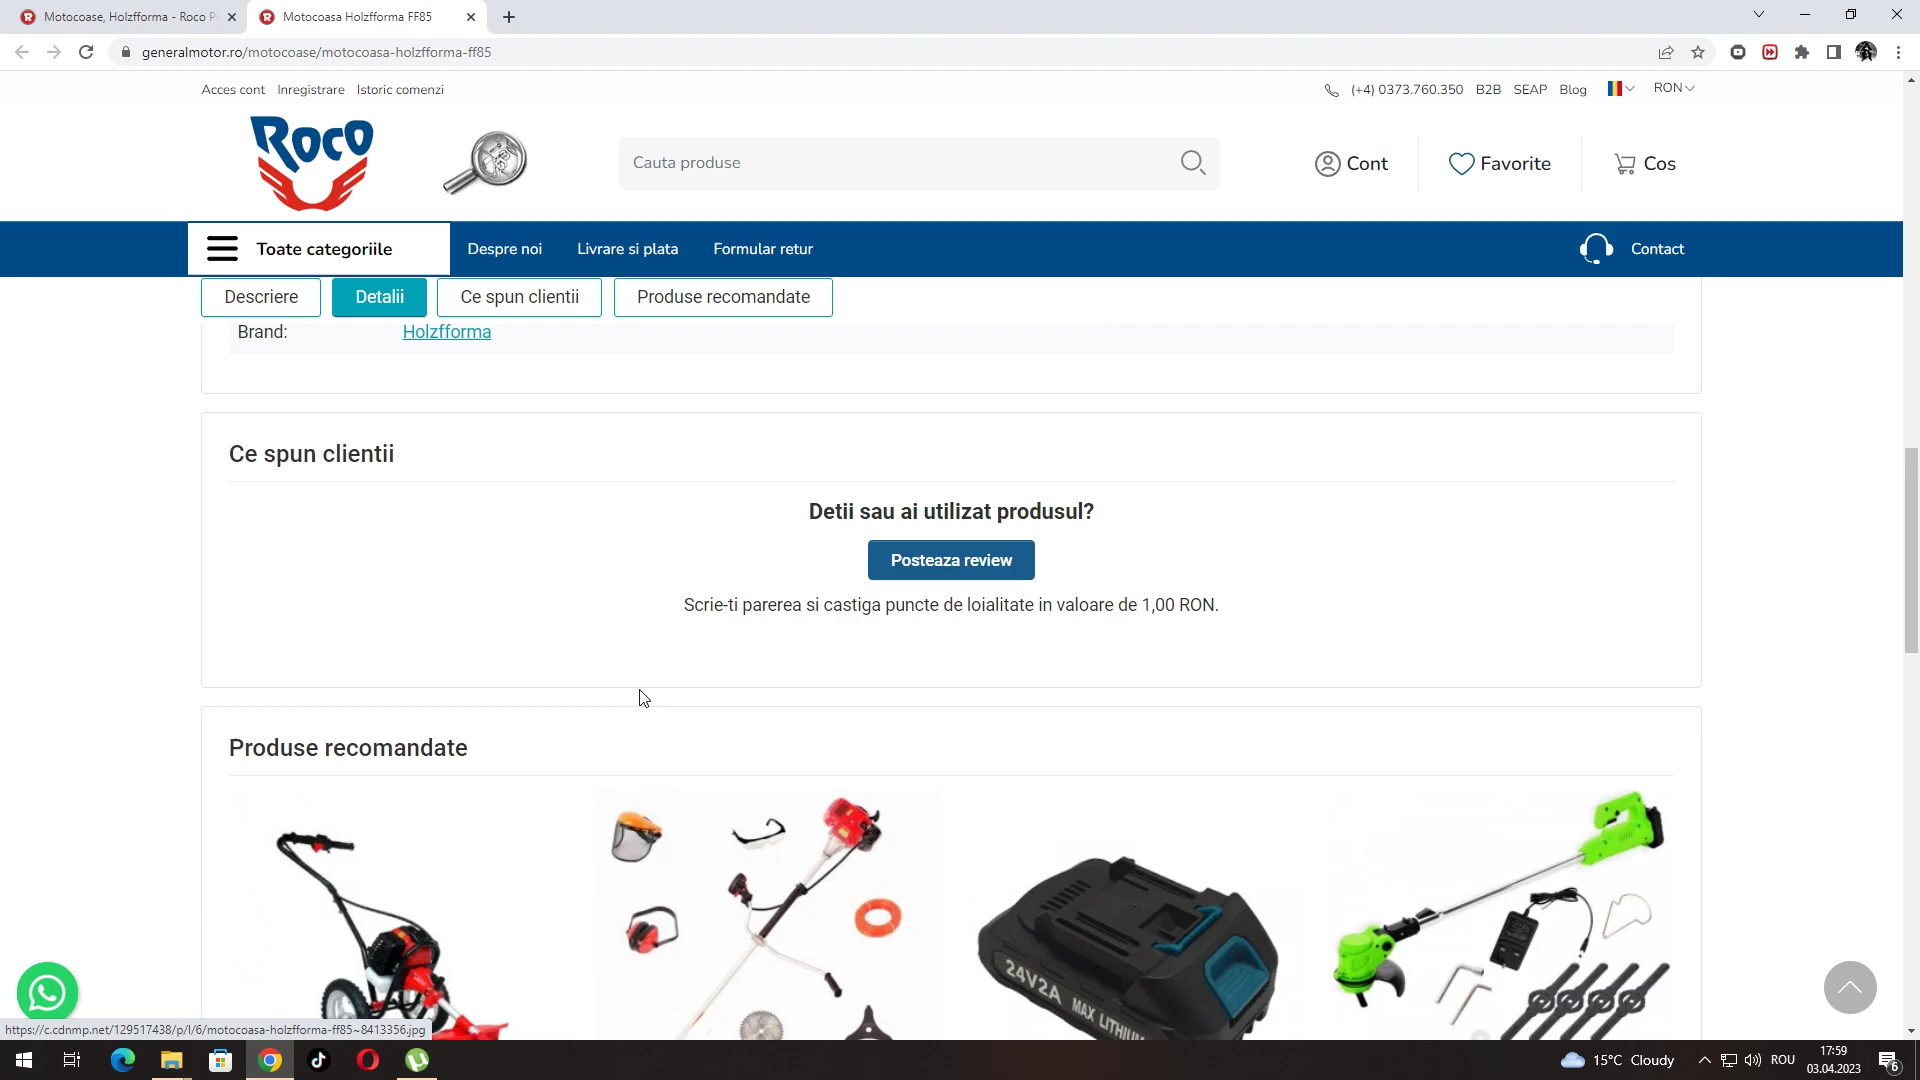 Motocoase, Holzfforma - Roco P
Motocoasa Holzfforma FF85
generalmotor.ro/motocoase/motocoasa-holzfforma-ff85
Acces cont Inregistrare Istoric comenzi
(+4) 0373.760.350 B2B SEAP Blog RON
ROCO
Cauta produse
Cont
Favorite
Cos
Toate categoriile
Despre noi
Livrare si plata
Formular retur
Contact
Descriere
Detalii
Ce spun clientii
Produse recomandate
Brand: Holzfforma
Ce spun clientii
Detii sau ai utilizat produsul?
Posteaza review
Scrie-ti parerea si castiga puncte de loialitate in valoare de 1,00 RON.
Produse recomandate
24V2A MAX LITHIUM
https://c.cdnmp.net/129517438/p/l/6/motocoasa-holzfforma-ff85~8413356.jpg
15°C Cloudy
ROU
17:59
03.04.2023
6